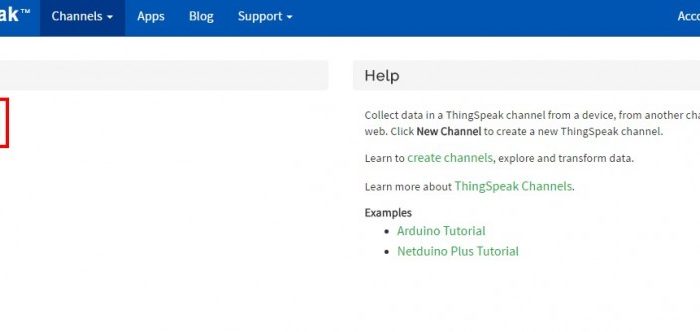 ak™ Channels Apps Blog Support Acco
Help
Collect data in a ThingSpeak channel from a device, from another cha
web. Click New Channel to create a new ThingSpeak channel.
Learn to create channels, explore and transform data.
Learn more about ThingSpeak Channels.
Examples
Arduino Tutorial
Netduino Plus Tutorial